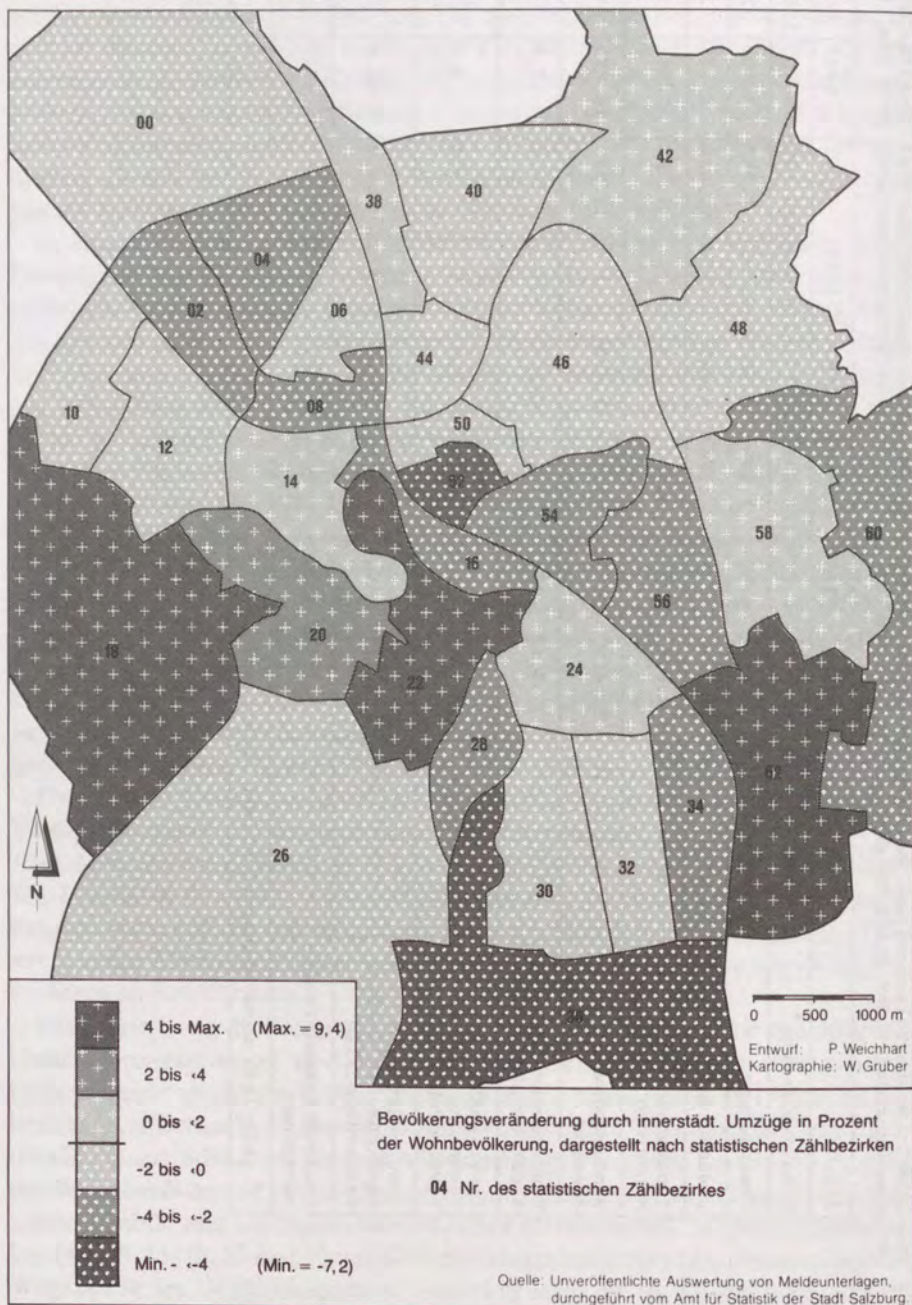 00
42
38
40
04
02
06
48
44
46
10
08
50
12
14
52
54
58
60
16
56
18
20
22
24
28
62
34
26
30
32
N
36
0 500 1000 m
Entwurf: P. Weichhart
Kartographie: W. Gruber
4 bis Max. (Max. = 9,4)
2 bis <4
0 bis <2
-2 bis <0
-4 bis <-2
Min. - <-4 (Min. = -7,2)
Bevölkerungsveränderung durch innerstädt. Umzüge in Prozent
der Wohnbevölkerung, dargestellt nach statistischen Zählbezirken
04 Nr. des statistischen Zählbezirkes
Quelle: Unveröffentlichte Auswertung von Meldeunterlagen,
durchgeführt vom Amt für Statistik der Stadt Salzburg.